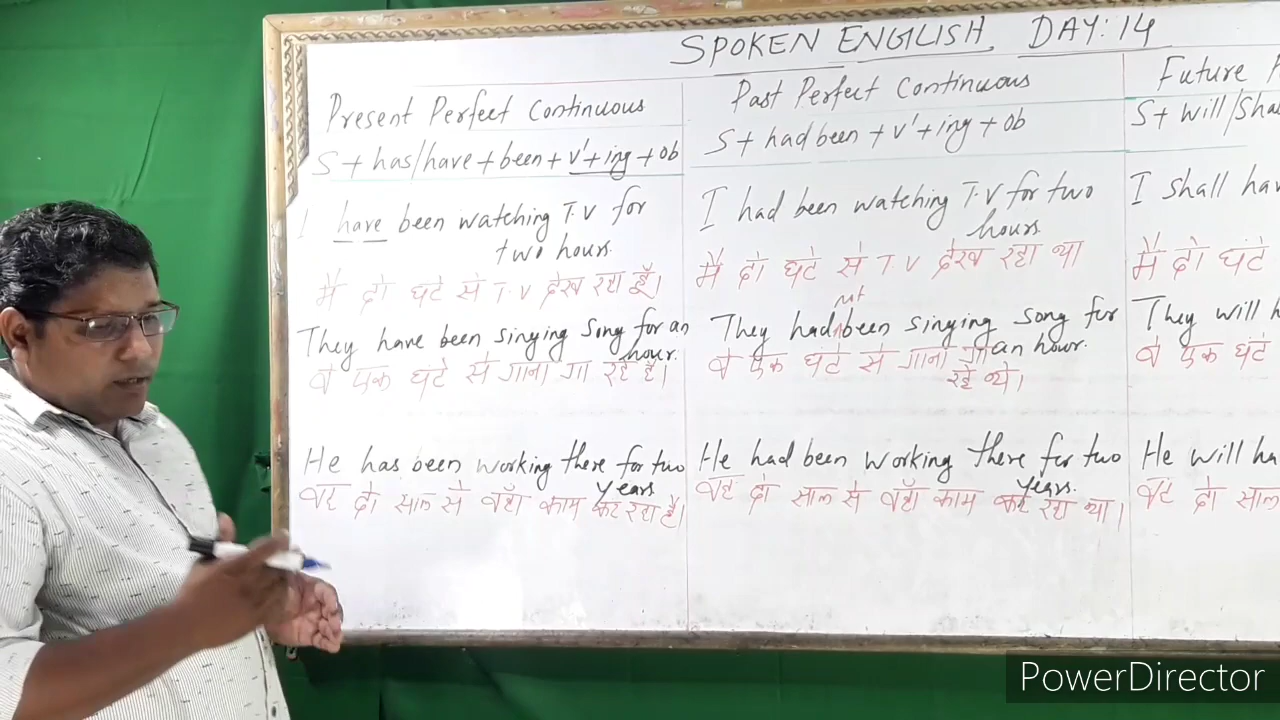 SPOKEN ENGLISH DAY: 14
Present Perfect Continuous
S + has/have + been + v' + ing + ob
I have been watching T.V for
two hours.
मैं दो घंटे से T.V देख रहा हूँ।
They have been singing song for an
hour.
वे एक घंटे से गाना गा रहे हैं।
He has been working there for two
years
वह दो साल से वहाँ काम कर रहा है।
Past Perfect Continuous
S + had been + v' + ing + ob
I had been watching T.V for two
hours.
मैं दो घंटे से T.V देख रहा था
not
They had been singing song for
an hour.
वे एक घंटे से गाना गा
रहे थे।
He had been working there for two
years.
वह दो साल से वहाँ काम कर रहा था।
Future P
S + will/Sha
I shall hav
मैं दो घंटे
They will h
वे एक घंटे
He will ha
वह दो साल
PowerDirector